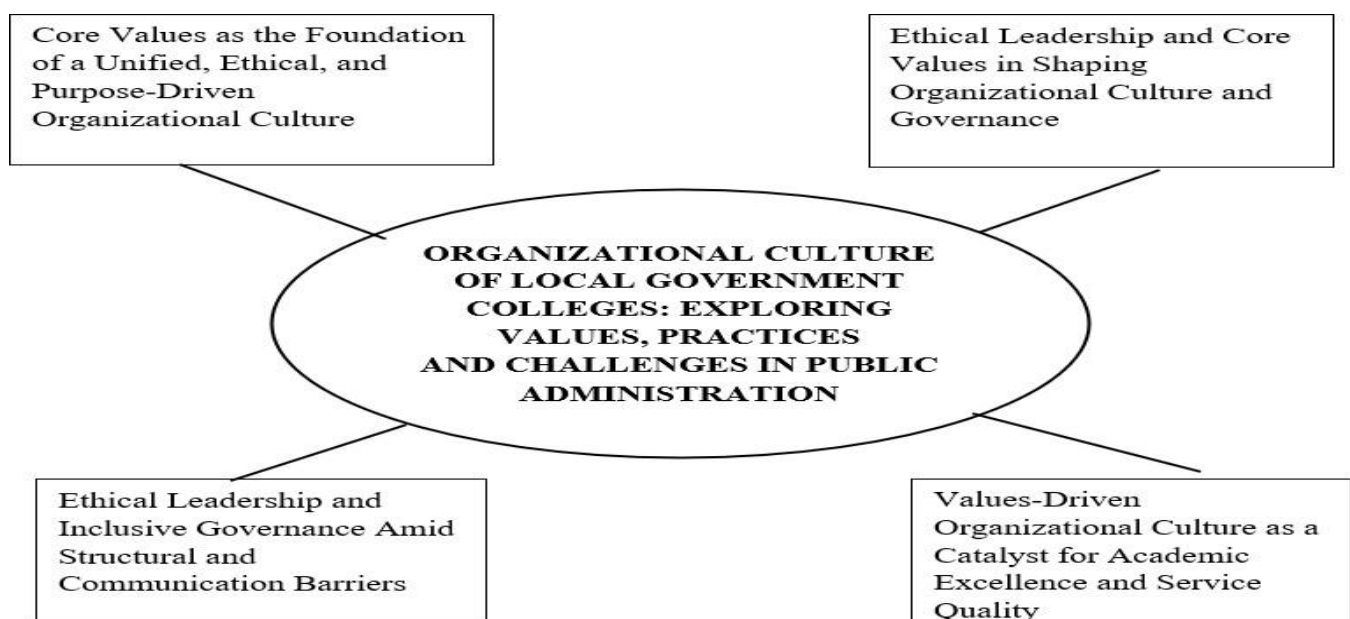 Core Values as the Foundation
of a Unified, Ethical, and
Purpose-Driven
Organizational Culture
Ethical Leadership and Core
Values in Shaping
Organizational Culture and
Governance
ORGANIZATIONAL CULTURE
OF LOCAL GOVERNMENT
COLLEGES: EXPLORING
VALUES, PRACTICES
AND CHALLENGES IN PUBLIC
ADMINISTRATION
Ethical Leadership and
Inclusive Governance Amid
Structural and
Communication Barriers
Values-Driven
Organizational Culture as a
Catalyst for Academic
Excellence and Service
Quality